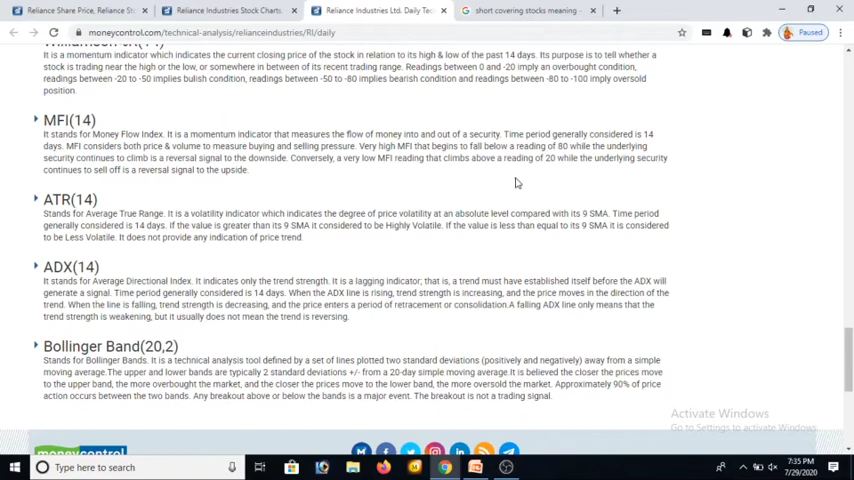 Reliance Share Price, Reliance St
Reliance Industries Stock Charts
Reliance Industries Ltd. Daily Tec
short covering stocks meaning -
moneycontrol.com/technical-analysis/relianceindustries/RI/daily
Paused
It is a momentum indicator which indicates the current closing price of the stock in relation to its high & low of the past 14 days. Its purpose is to tell whether a
stock is trading near the high or the low, or somewhere in between of its recent trading range. Readings between 0 and -20 imply an overbought condition,
readings between -20 to -50 implies bulish condition, readings between -50 to -80 implies bearish condition and readings between -80 to -100 imply oversold
position.
MFI(14)
It stands for Money Flow Index. It is a momentum indicator that measures the flow of money into and out of a security. Time period generally considered is 14
days. MFI considers both price & volume to measure buying and selling pressure. Very high MFI that begins to fall below a reading of 80 while the underlying
security continues to climb is a reversal signal to the downside. Conversely, a very low MFI reading that climbs above a reading of 20 while the underlying security
continues to sell off is a reversal signal to the upside.
ATR(14)
Stands for Average True Range. It is a volatility indicator which indicates the degree of price volatility at an absolute level compared with its 9 SMA. Time period
generally considered is 14 days. If the value is greater than its 9 SMA it considered to be Highly Volatile. If the value is less than equal to its 9 SMA it is considered
to be Less Volatile. It does not provide any indication of price trend.
ADX(14)
It stands for Average Directional Index. It indicates only the trend strength. It is a lagging indicator; that is, a trend must have established itself before the ADX will
generate a signal. Time period generally considered is 14 days. When the ADX line is rising, trend strength is increasing, and the price moves in the direction of the
trend. When the line is falling, trend strength is decreasing, and the price enters a period of retracement or consolidation.A falling ADX line only means that the
trend strength is weakening, but it usually does not mean the trend is reversing.
Bollinger Band(20,2)
Stands for Bollinger Bands. It is a technical analysis tool defined by a set of lines plotted two standard deviations (positively and negatively) away from a simple
moving average.The upper and lower bands are typically 2 standard deviations +/- from a 20-day simple moving average.It is believed the closer the prices move
to the upper band, the more overbought the market, and the closer the prices move to the lower band, the more oversold the market. Approximately 90% of price
action occurs between the two bands. Any breakout above or below the bands is a major event. The breakout is not a trading signal.
Activate Windows
Go to Settings to activate Windows.
moneycontrol
Type here to search
7:35 PM
7/29/2020